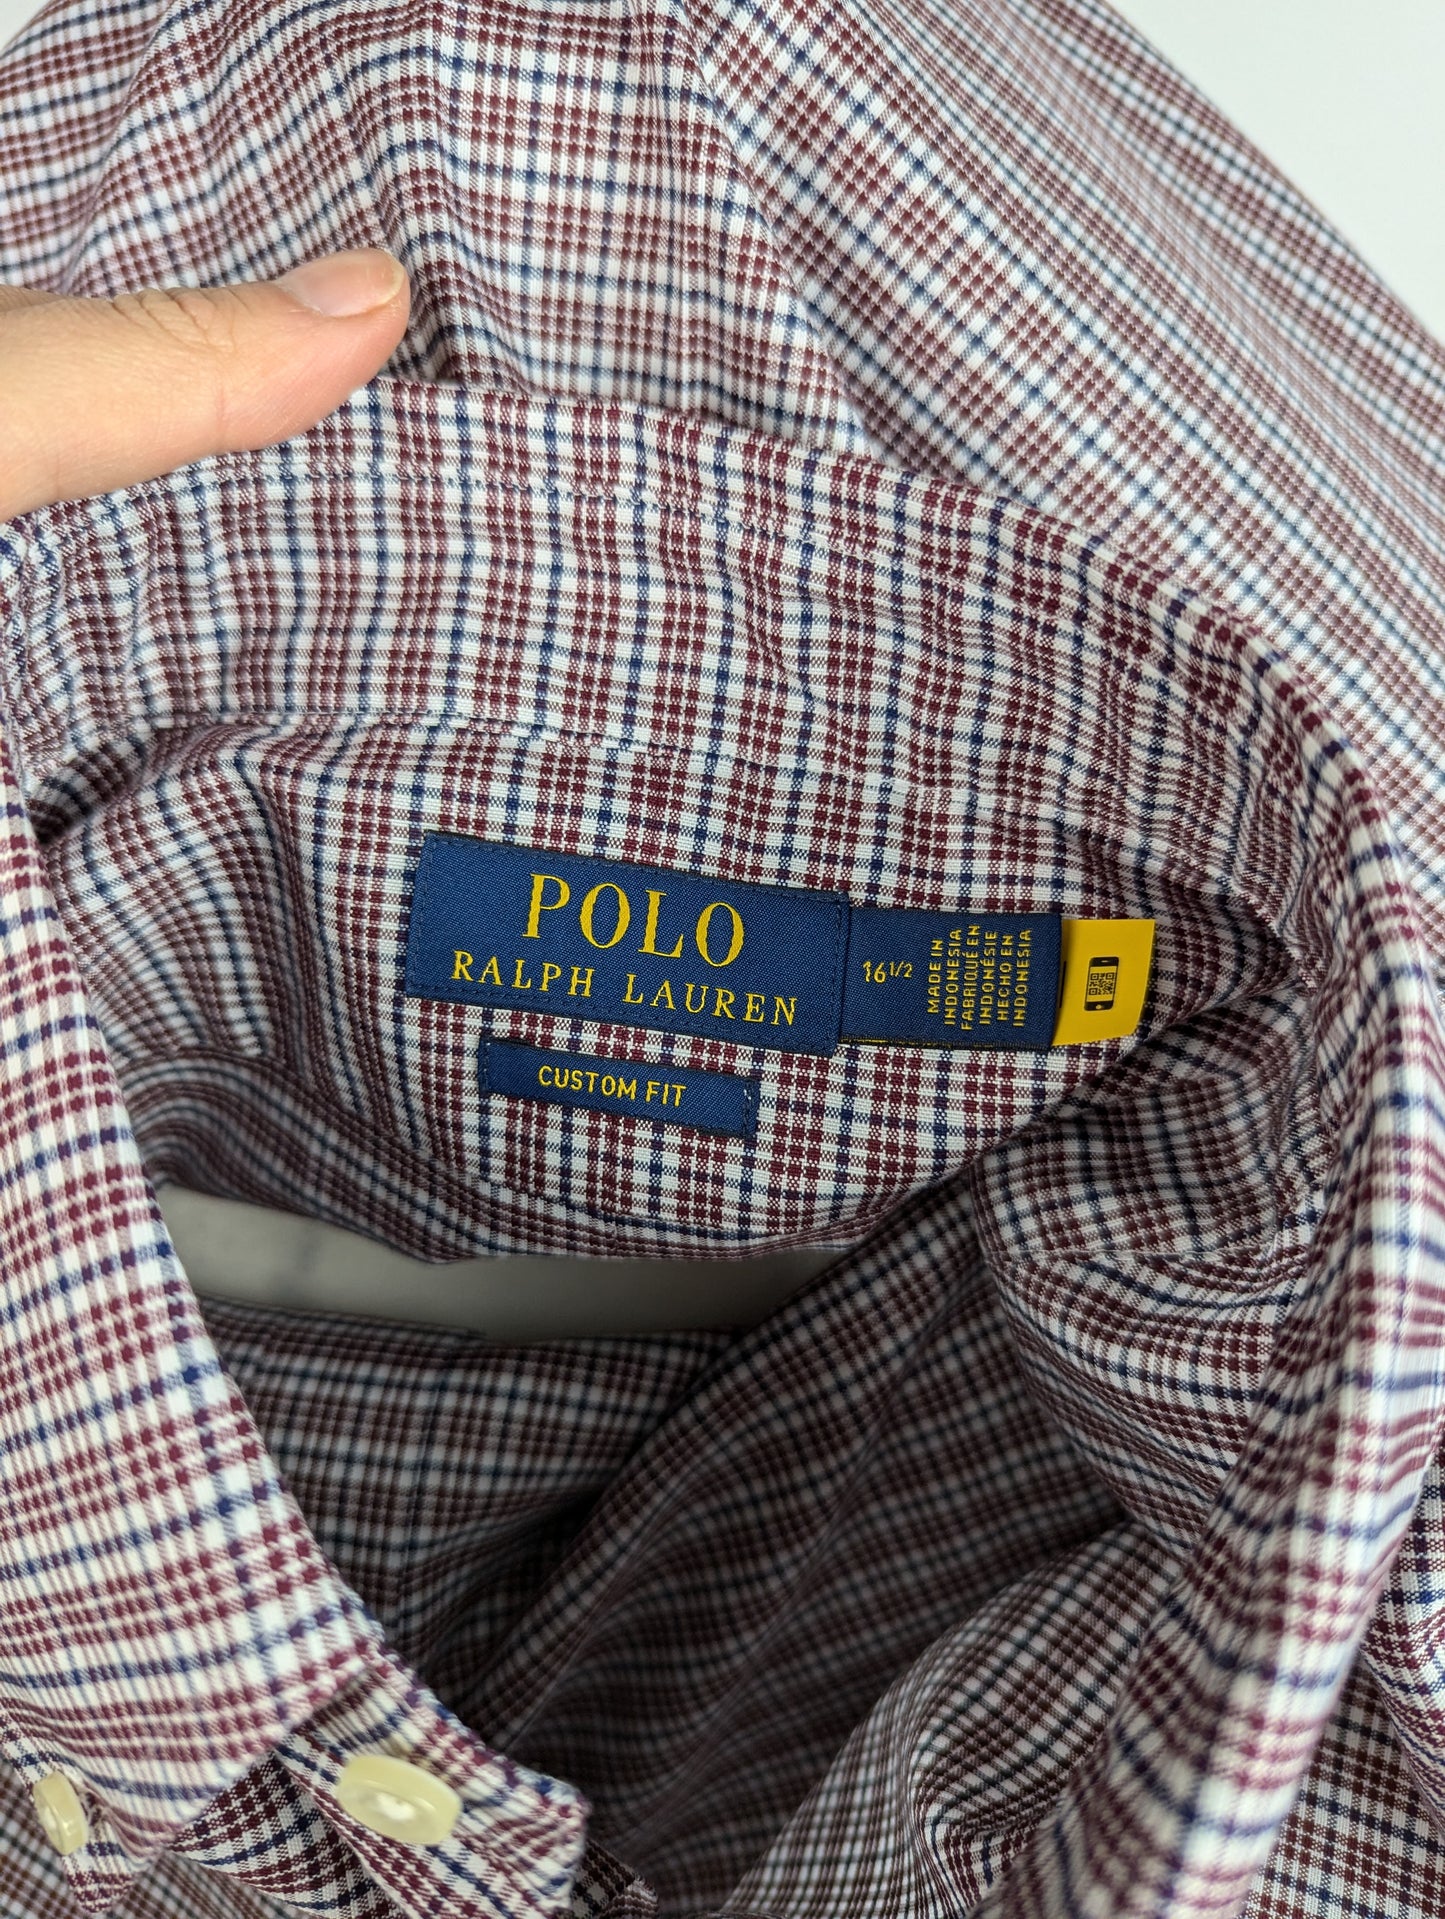 POLO
RALPH LAUREN
CUSTOM FIT
16 1/2
MADE IN
INDONESIA
FABRIQUÉ EN
INDONÉSIE
HECHO EN
INDONESIA